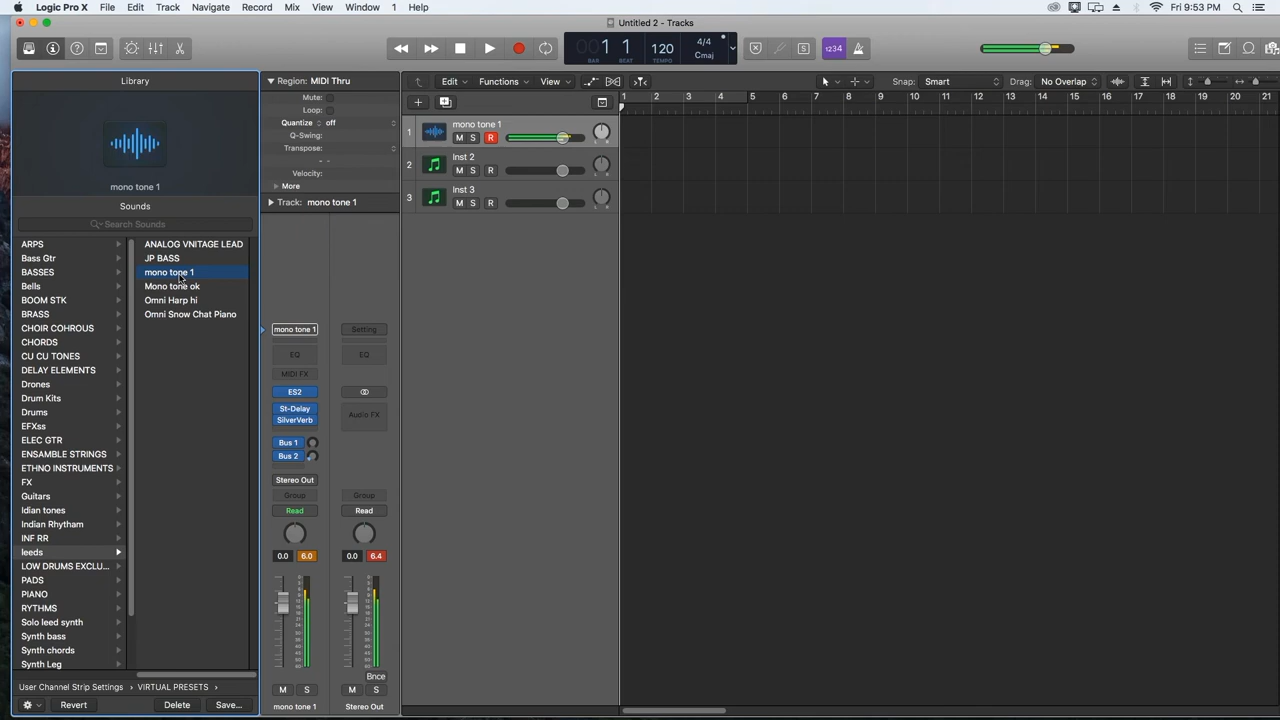 Logic Pro X File Edit Track Navigate Record Mix View Window 1 Help Fri 9:53 PM
Untitled 2 - Tracks
1 1 120 4/4 Cmaj
BAR BEAT TEMPO
1234
Library
mono tone 1
Sounds
Search Sounds
ARPS
Bass Gtr
BASSES
Bells
BOOM STK
BRASS
CHOIR COHROUS
CHORDS
CU CU TONES
DELAY ELEMENTS
Drones
Drum Kits
Drums
EFXss
ELEC GTR
ENSAMBLE STRINGS
ETHNO INSTRUMENTS
FX
Guitars
Idian tones
Indian Rhytham
INF RR
leeds
LOW DRUMS EXCLU...
PADS
PIANO
RYTHMS
Solo leed synth
Synth bass
Synth chords
Synth Leg
ANALOG VNITAGE LEAD
JP BASS
mono tone 1
Mono tone ok
Omni Harp hi
Omni Snow Chat Piano
User Channel Strip Settings › VIRTUAL PRESETS ›
Revert Delete Save...
Region: MIDI Thru
Mute:
Loop:
Quantize off
Q-Swing:
Transpose:
- -
Velocity:
More
Track: mono tone 1
mono tone 1 Setting
EQ EQ
MIDI FX
ES2
St-Delay Audio FX
SilverVerb
Bus 1
Bus 2
Stereo Out
Group Group
Read Read
0.0 6.0 0.0 6.4
Bnce
M S M S
mono tone 1 Stereo Out
Edit Functions View Snap: Smart Drag: No Overlap
1 2 3 4 5 6 7 8 9 10 11 12 13 14 15 16 17 18 19 20 21
1 mono tone 1
M S R
L R
2 Inst 2
M S R
L R
3 Inst 3
M S R
L R